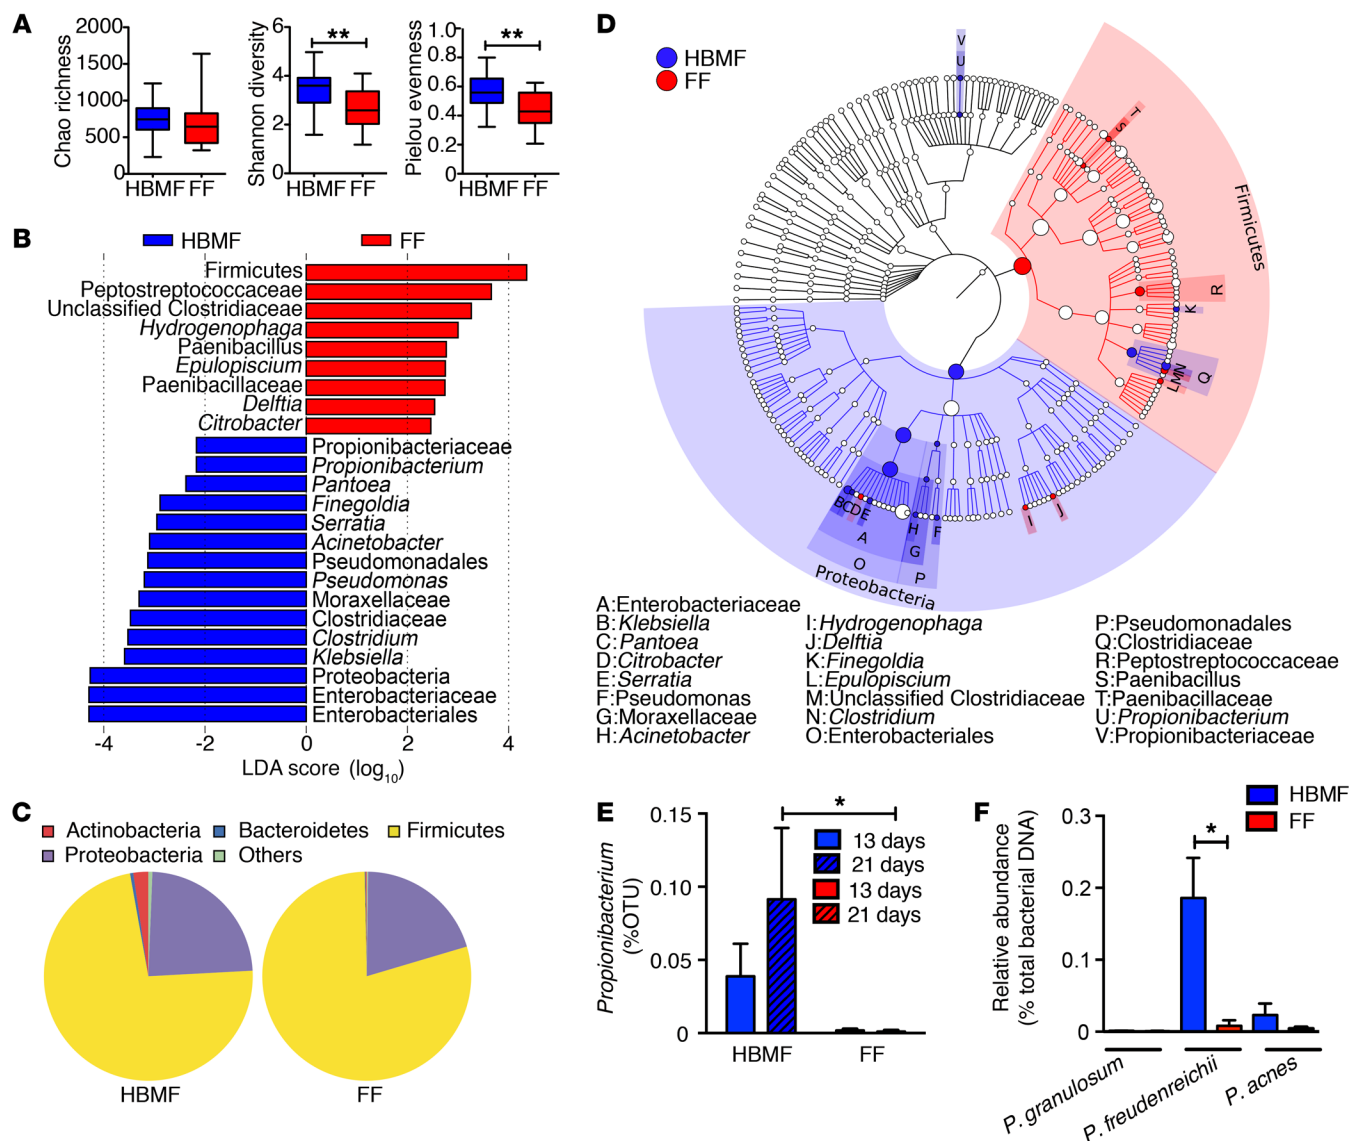 A
Chao richness
2000
1500
1000
500
0
HBMF FF
Shannon diversity
6
4
2
0
**
HBMF FF
Pielou evenness
1.0
0.8
0.6
0.4
0.2
0
**
HBMF FF
B
HBMF
FF
Firmicutes
Peptostreptococcaceae
Unclassified Clostridiaceae
Hydrogenophaga
Paenibacillus
Epulopiscium
Paenibacillaceae
Delftia
Citrobacter
Propionibacteriaceae
Propionibacterium
Pantoea
Finegoldia
Serratia
Acinetobacter
Pseudomonadales
Pseudomonas
Moraxellaceae
Clostridiaceae
Clostridium
Klebsiella
Proteobacteria
Enterobacteriaceae
Enterobacteriales
-4 -2 0 2 4
LDA score (log10)
C
Actinobacteria Bacteroidetes Firmicutes
Proteobacteria Others
HBMF FF
D
HBMF
FF
V
U
T
S
Firmicutes
R
K
Q
LMN
J
I
BCDE
H
F
A
G
O
P
Proteobacteria
A:Enterobacteriaceae
B:Klebsiella
C:Pantoea
D:Citrobacter
E:Serratia
F:Pseudomonas
G:Moraxellaceae
H:Acinetobacter
I:Hydrogenophaga
J:Delftia
K:Finegoldia
L:Epulopiscium
M:Unclassified Clostridiaceae
N:Clostridium
O:Enterobacteriales
P:Pseudomonadales
Q:Clostridiaceae
R:Peptostreptococcaceae
S:Paenibacillus
T:Paenibacillaceae
U:Propionibacterium
V:Propionibacteriaceae
E
Propionibacterium
(%OTU)
0.15
0.10
0.05
0
*
13 days
21 days
13 days
21 days
HBMF FF
F
HBMF
FF
Relative abundance
(% total bacterial DNA)
0.3
0.2
0.1
0
*
P. granulosum
P. freudenreichii
P. acnes